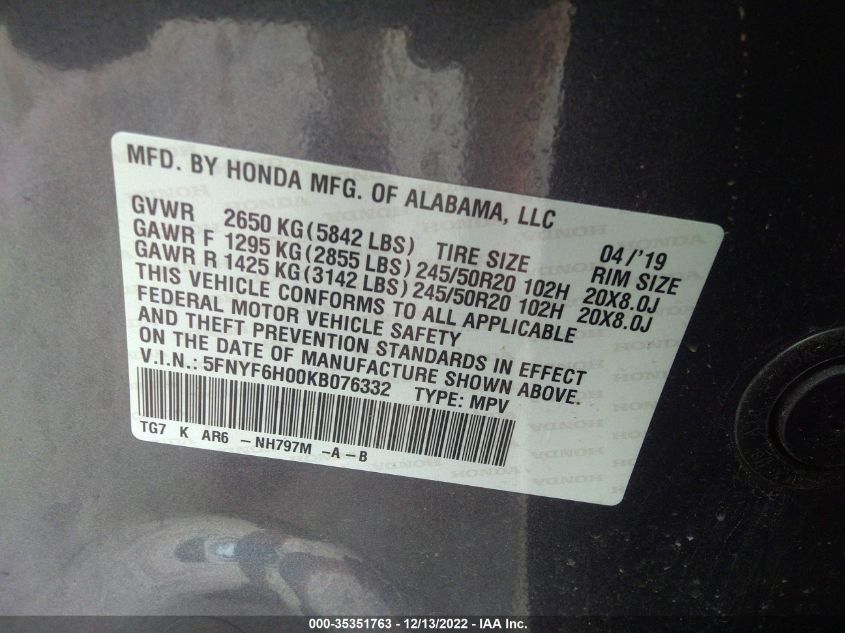 MFD. BY HONDA MFG. OF ALABAMA, LLC 04/'19
GVWR 2650 KG (5842 LBS) TIRE SIZE RIM SIZE
GAWR F 1295 KG (2855 LBS) 245/50R20 102H 20X8.0J
GAWR R 1425 KG (3142 LBS) 245/50R20 102H 20X8.0J
THIS VEHICLE CONFORMS TO ALL APPLICABLE
FEDERAL MOTOR VEHICLE SAFETY
AND THEFT PREVENTION STANDARDS IN EFFECT
ON THE DATE OF MANUFACTURE SHOWN ABOVE.
V.I.N.: 5FNYF6H00KB076332 TYPE: MPV
TG7 K AR6 -NH797M -A-B
000-35351763 - 12/13/2022 - IAA Inc.